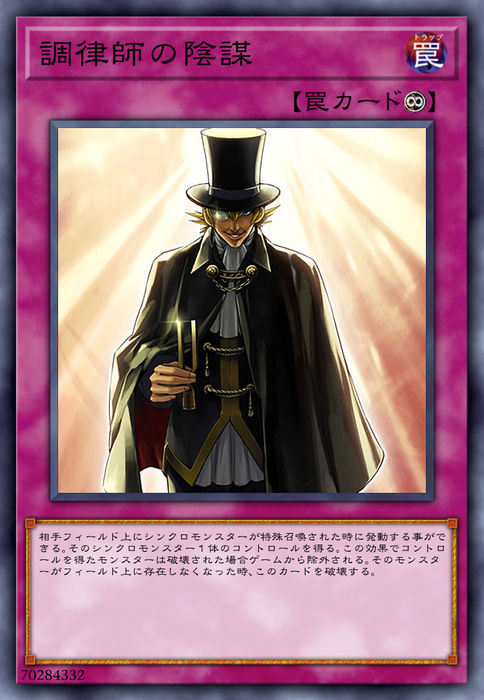 調律師の陰謀
トラップ
罠
【罠カード♾】
相手フィールド上にシンクロモンスターが特殊召喚された時に発動する事がで
きる。そのシンクロモンスター1体のコントロールを得る。この効果でコントロ
ールを得たモンスターは破壊された場合ゲームから除外される。そのモンスタ
ーがフィールド上に存在しなくなった時、このカードを破壊する。
70284332